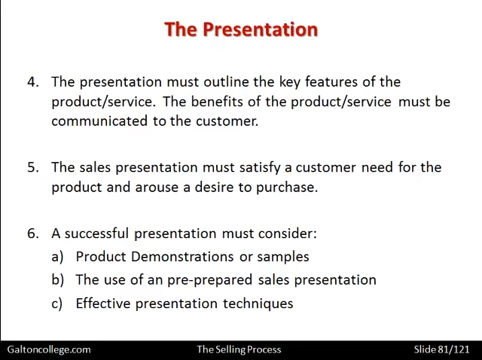 The Presentation
4. The presentation must outline the key features of the
product/service. The benefits of the product/service must be
communicated to the customer.
5. The sales presentation must satisfy a customer need for the
product and arouse a desire to purchase.
6. A successful presentation must consider:
a) Product Demonstrations or samples
b) The use of an pre-prepared sales presentation
c) Effective presentation techniques
Galtoncollege.com The Selling Process Slide 81/121